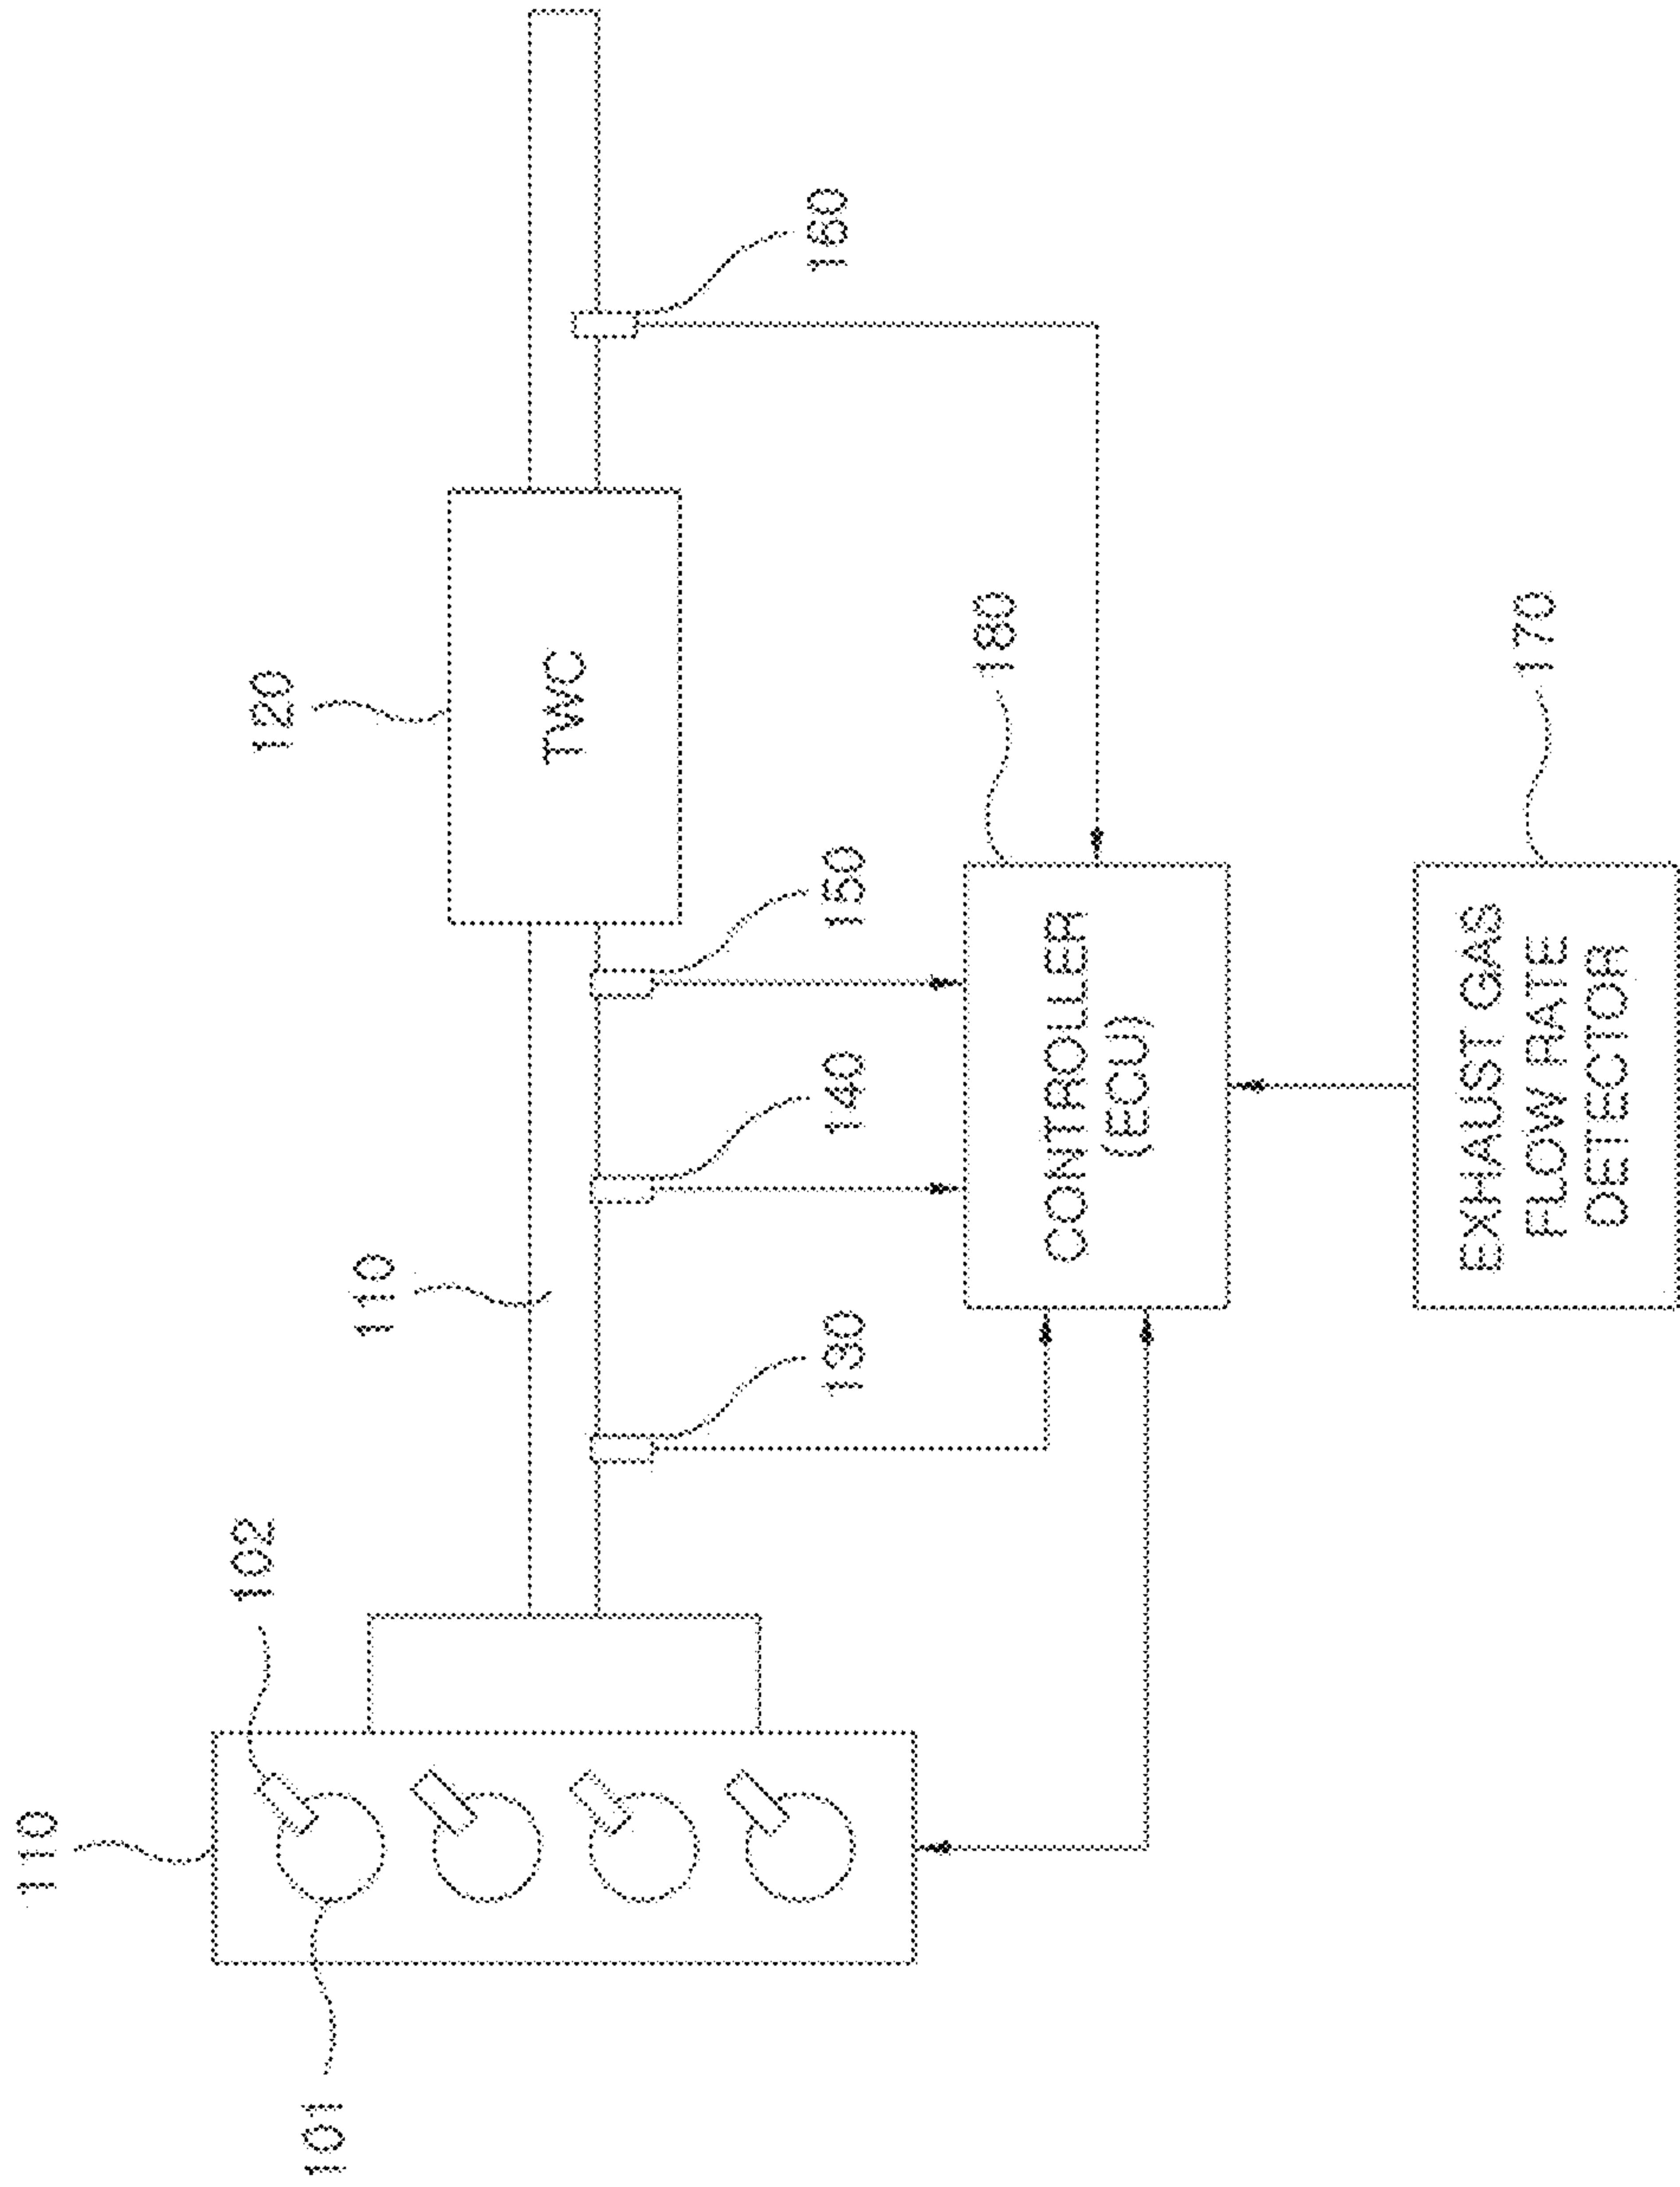 110
102
101
110
120
TWC
130
140
150
160
180
CONTROLLER
(ECU)
170
EXHAUST GAS
FLOW RATE
DETECTOR